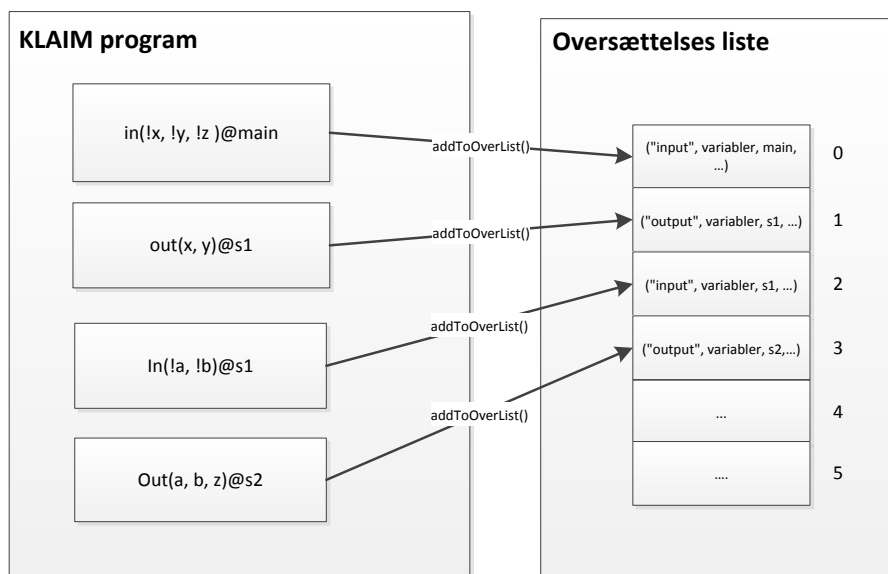 KLAIM program
in(!x, !y, !z )@main
out(x, y)@s1
In(!a, !b)@s1
Out(a, b, z)@s2
addToOverList()
addToOverList()
addToOverList()
addToOverList()
Oversættelses liste
("input", variabler, main,
...)
0
("output", variabler, s1, ...)
1
("input", variabler, s1, ...)
2
("output", variabler, s2,...)
3
...
4
....
5